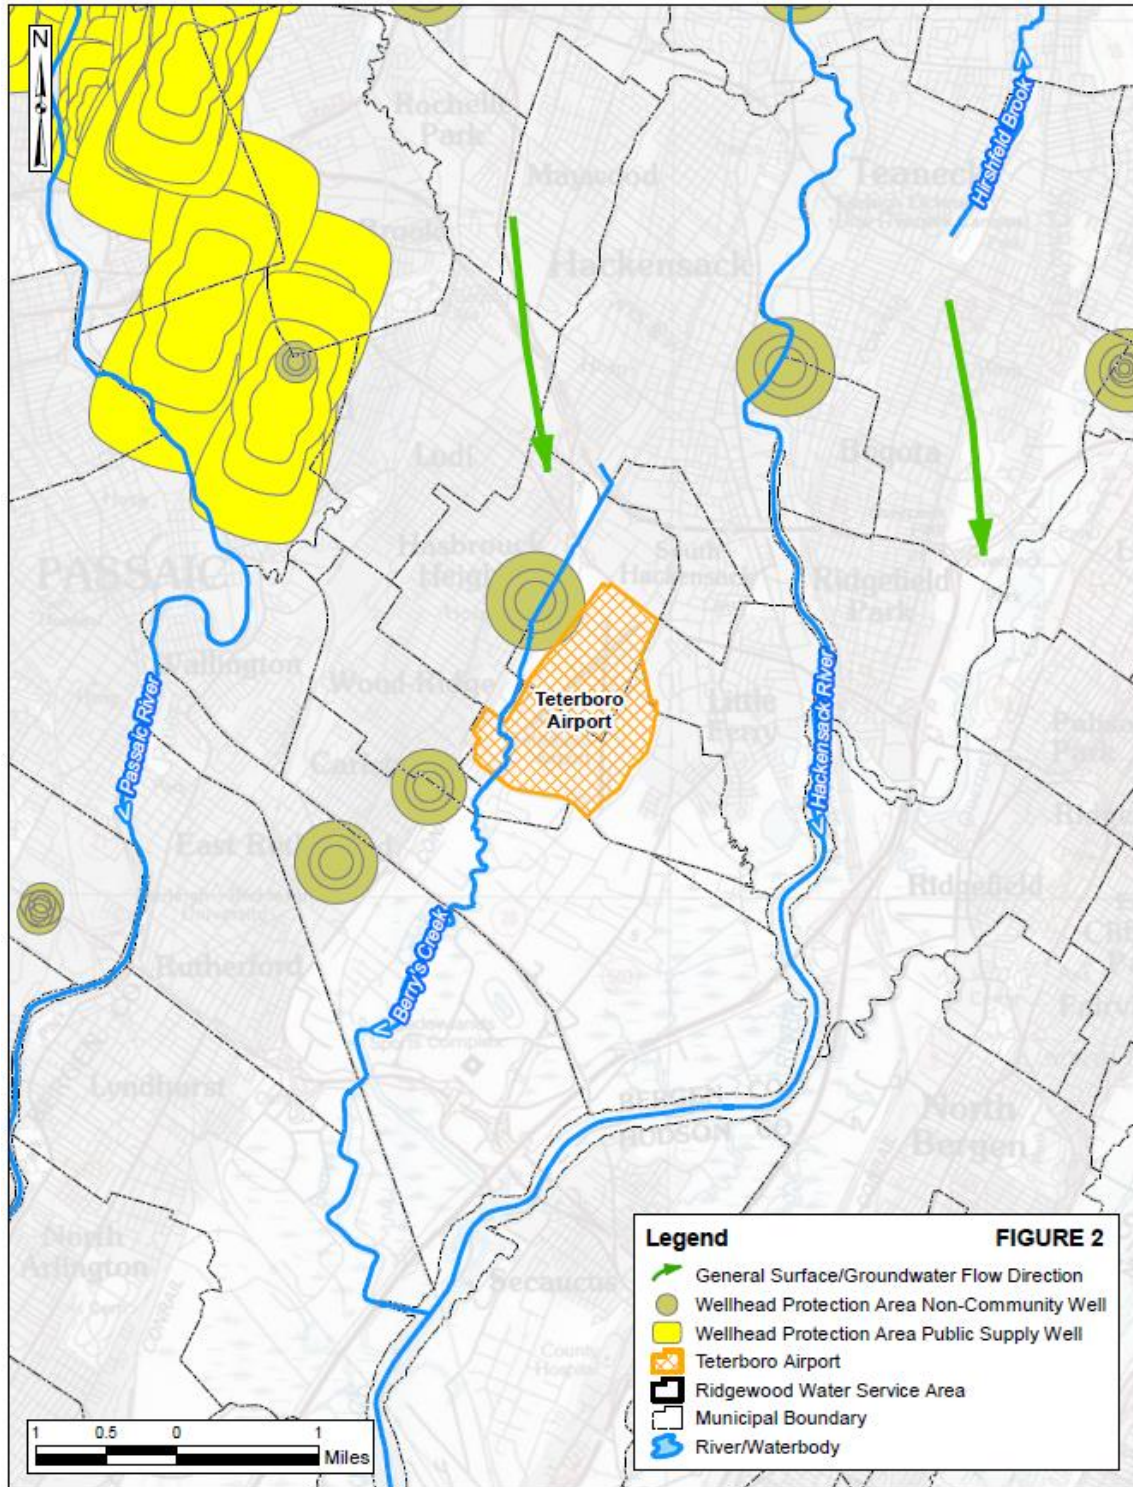 N
Rochelle
Park
Maywood
Teaneck
Hirshfeld Brook
Hackensack
Lodi
Bogota
PASSAIC
Hasbrouck
Heights
South
Hackensack
Ridgefield
Park
Wallington
Wood Ridge
Teterboro
Airport
Little
Ferry
Passaic River
Hackensack River
Ridgefield
Rutherford
Berry's Creek
Sports Complex
BERGEN CO
HUDSON CO
North
Bergen
North
Arlington
Secaucus
County
Hospital
Legend
FIGURE 2
General Surface/Groundwater Flow Direction
Wellhead Protection Area Non-Community Well
Wellhead Protection Area Public Supply Well
Teterboro Airport
Ridgewood Water Service Area
Municipal Boundary
River/Waterbody
1 0.5 0 1
Miles